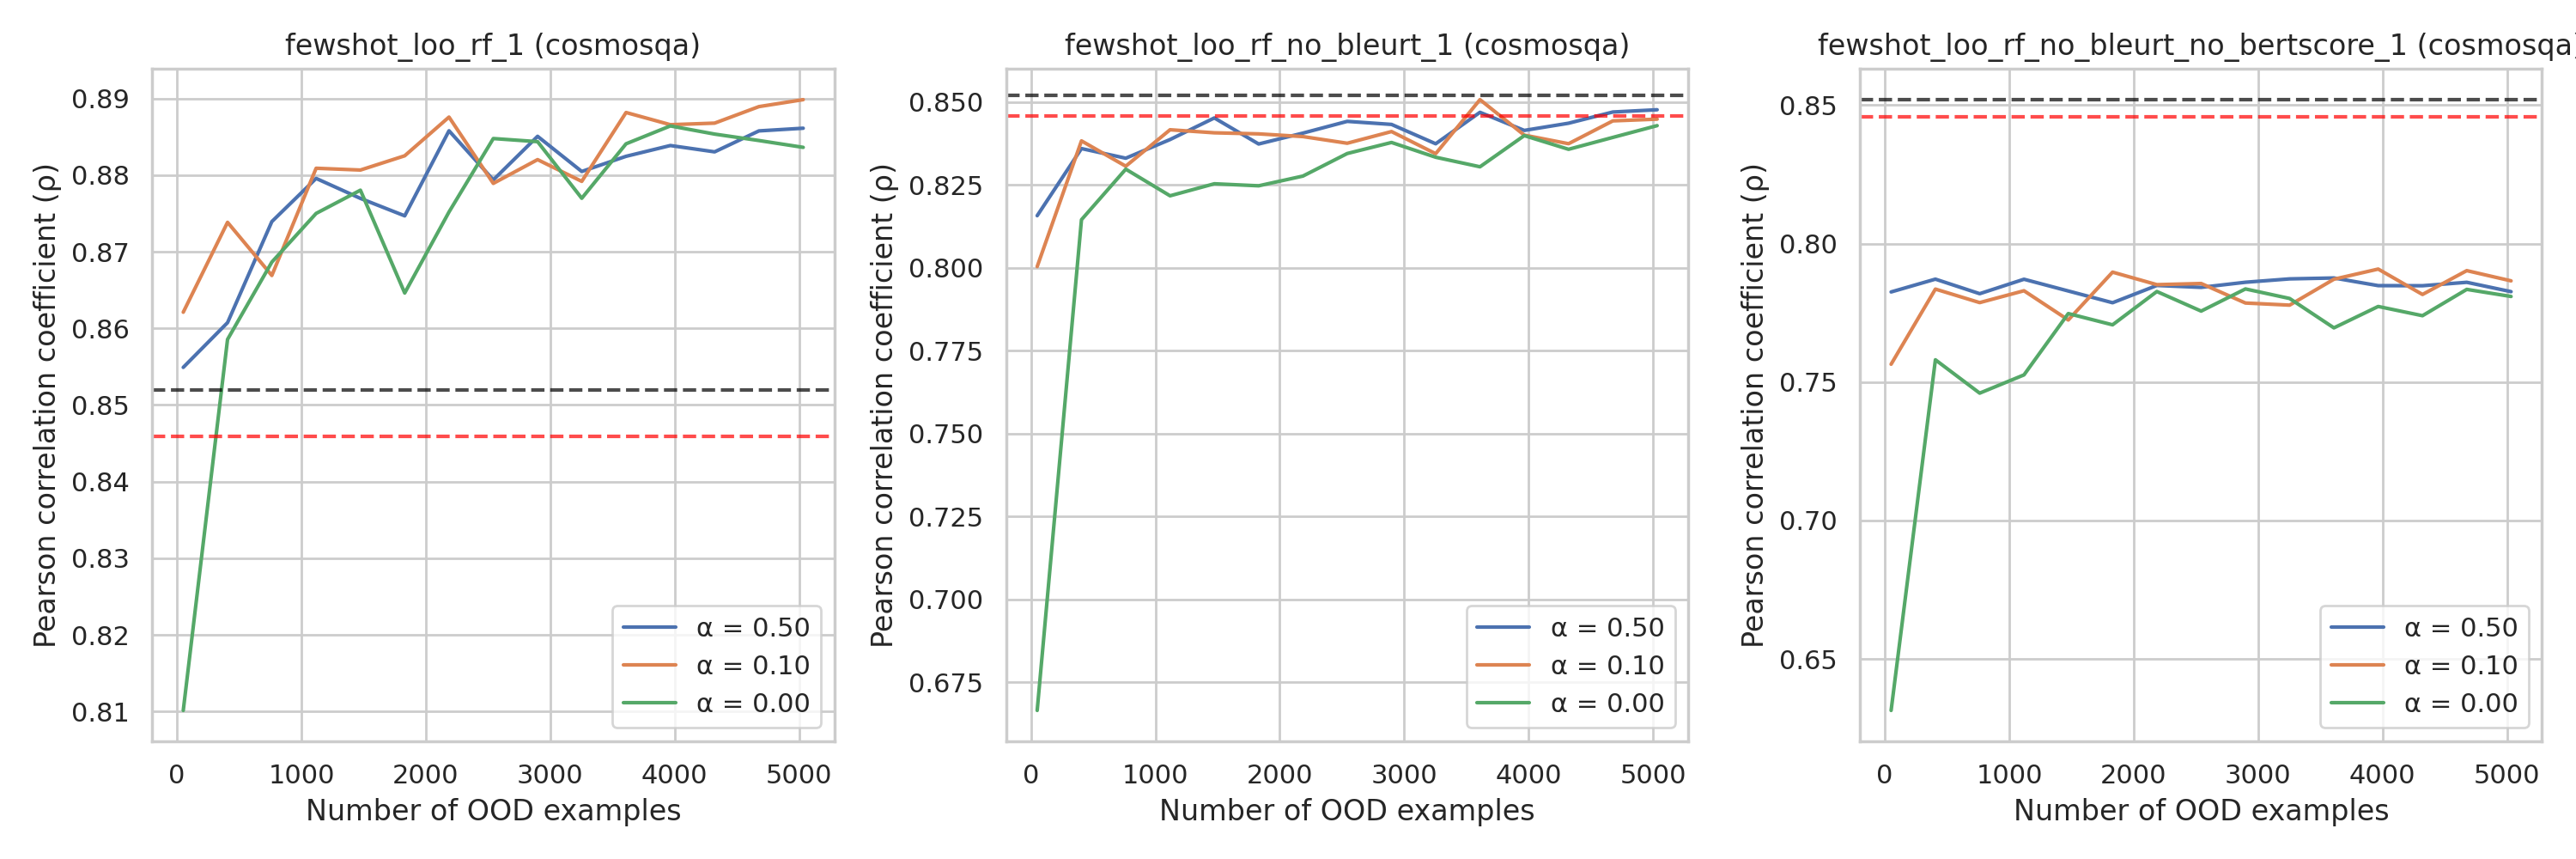 fewshot_loo_rf_1 (cosmosqa)
Pearson correlation coefficient (ρ)
0.89
0.88
0.87
0.86
0.85
0.84
0.83
0.82
0.81
α = 0.50
α = 0.10
α = 0.00
0 1000 2000 3000 4000 5000
Number of OOD examples
fewshot_loo_rf_no_bleurt_1 (cosmosqa)
Pearson correlation coefficient (ρ)
0.850
0.825
0.800
0.775
0.750
0.725
0.700
0.675
α = 0.50
α = 0.10
α = 0.00
0 1000 2000 3000 4000 5000
Number of OOD examples
fewshot_loo_rf_no_bleurt_no_bertscore_1 (cosmosqa)
Pearson correlation coefficient (ρ)
0.85
0.80
0.75
0.70
0.65
α = 0.50
α = 0.10
α = 0.00
0 1000 2000 3000 4000 5000
Number of OOD examples